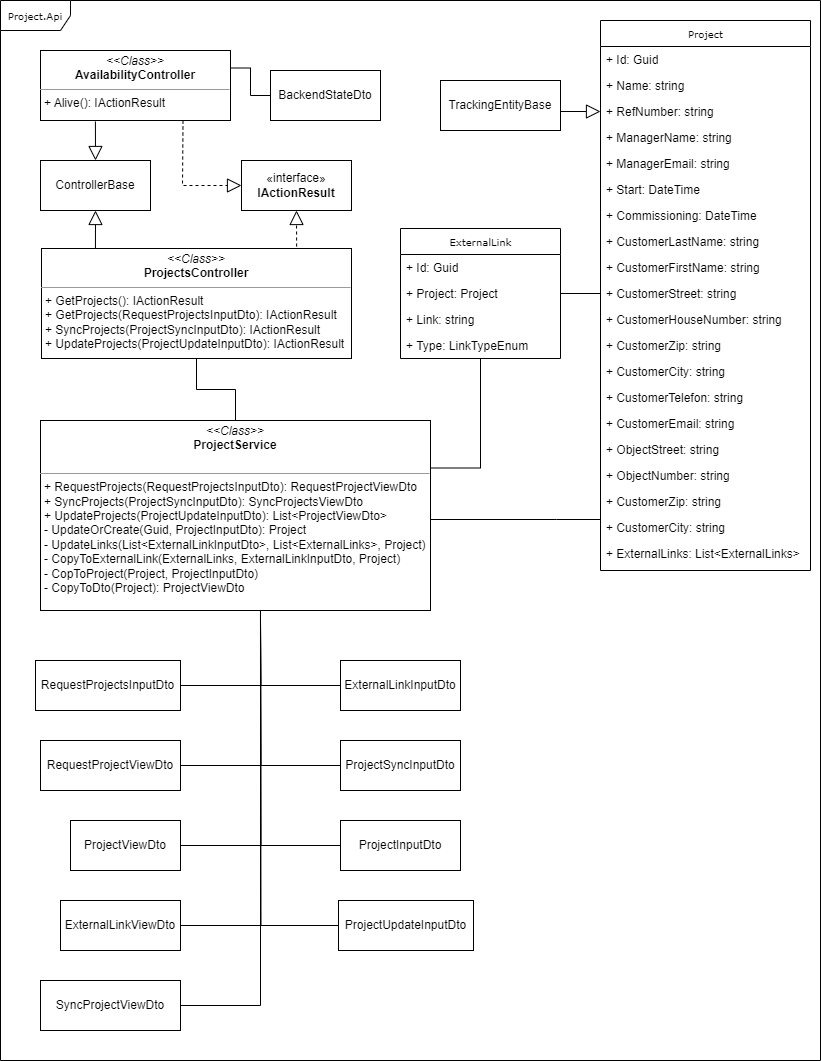 Project.Api
<<Class>>
AvailabilityController
+ Alive(): IActionResult
BackendStateDto
ControllerBase
«interface»
IActionResult
<<Class>>
ProjectsController
+ GetProjects(): IActionResult
+ GetProjects(RequestProjectsInputDto): IActionResult
+ SyncProjects(ProjectSyncInputDto): IActionResult
+ UpdateProjects(ProjectUpdateInputDto): IActionResult
TrackingEntityBase
ExternalLink
+ Id: Guid
+ Project: Project
+ Link: string
+ Type: LinkTypeEnum
Project
+ Id: Guid
+ Name: string
+ RefNumber: string
+ ManagerName: string
+ ManagerEmail: string
+ Start: DateTime
+ Commissioning: DateTime
+ CustomerLastName: string
+ CustomerFirstName: string
+ CustomerStreet: string
+ CustomerHouseNumber: string
+ CustomerZip: string
+ CustomerCity: string
+ CustomerTelefon: string
+ CustomerEmail: string
+ ObjectStreet: string
+ ObjectNumber: string
+ CustomerZip: string
+ CustomerCity: string
+ ExternalLinks: List<ExternalLinks>
<<Class>>
ProjectService
+ RequestProjects(RequestProjectsInputDto): RequestProjectViewDto
+ SyncProjects(ProjectSyncInputDto): SyncProjectsViewDto
+ UpdateProjects(ProjectUpdateInputDto): List<ProjectViewDto>
- UpdateOrCreate(Guid, ProjectInputDto): Project
- UpdateLinks(List<ExternalLinkInputDto>, List<ExternalLinks>, Project)
- CopyToExternalLink(ExternalLinks, ExternalLinkInputDto, Project)
- CopToProject(Project, ProjectInputDto)
- CopyToDto(Project): ProjectViewDto
RequestProjectsInputDto
ExternalLinkInputDto
RequestProjectViewDto
ProjectSyncInputDto
ProjectViewDto
ProjectInputDto
ExternalLinkViewDto
ProjectUpdateInputDto
SyncProjectViewDto